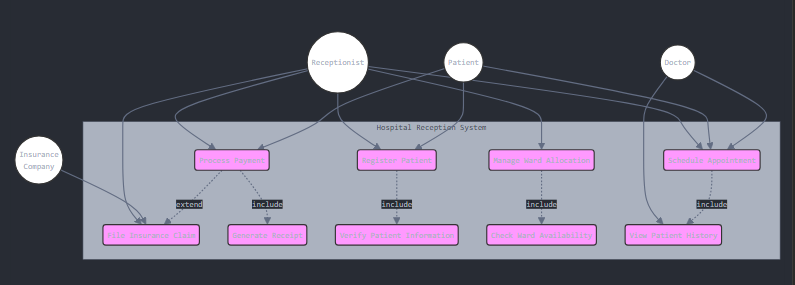 Receptionist
Patient
Doctor
Hospital Reception System
Insurance
Company
Process Payment
Register Patient
Manage Ward Allocation
Schedule Appointment
extend
include
include
include
include
File Insurance Claim
Generate Receipt
Verify Patient Information
Check Ward Availability
View Patient History